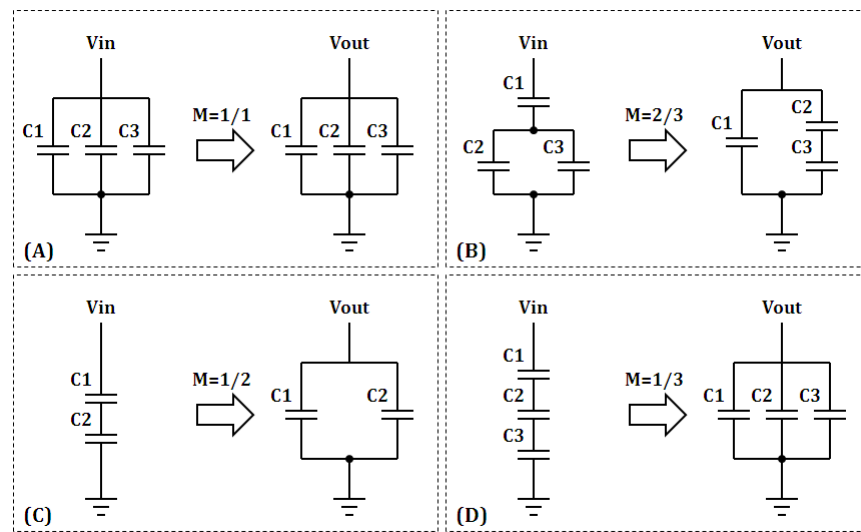 Vin
Vout
C1
C2
C3
M=1/1
C1
C2
C3
(A)
Vin
Vout
C1
C2
C3
M=2/3
C1
C2
C3
(B)
Vin
Vout
C1
C2
M=1/2
C1
C2
(C)
Vin
Vout
C1
C2
C3
M=1/3
C1
C2
C3
(D)